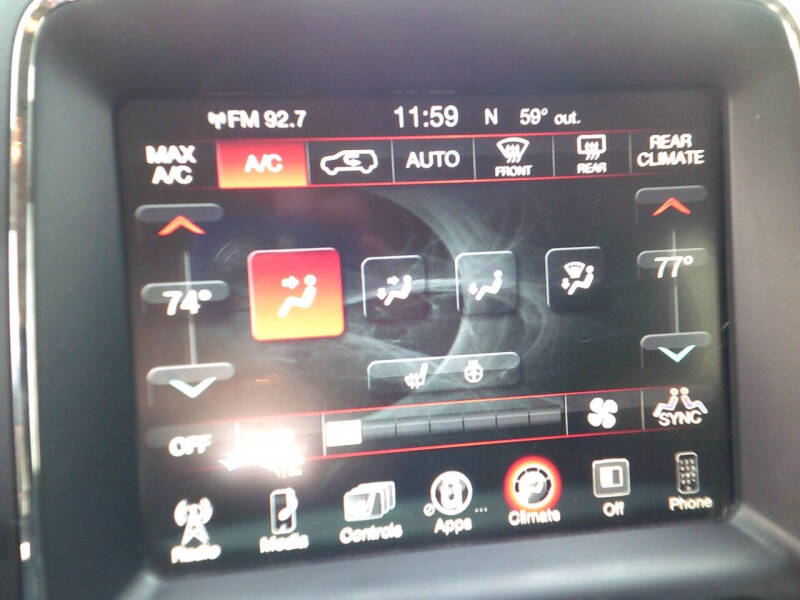 FM 92.7 11:59 N 59° out.
MAX A/C A/C AUTO FRONT REAR REAR CLIMATE
74° 77°
OFF SYNC
Radio Media Controls Apps... Climate Off Phone